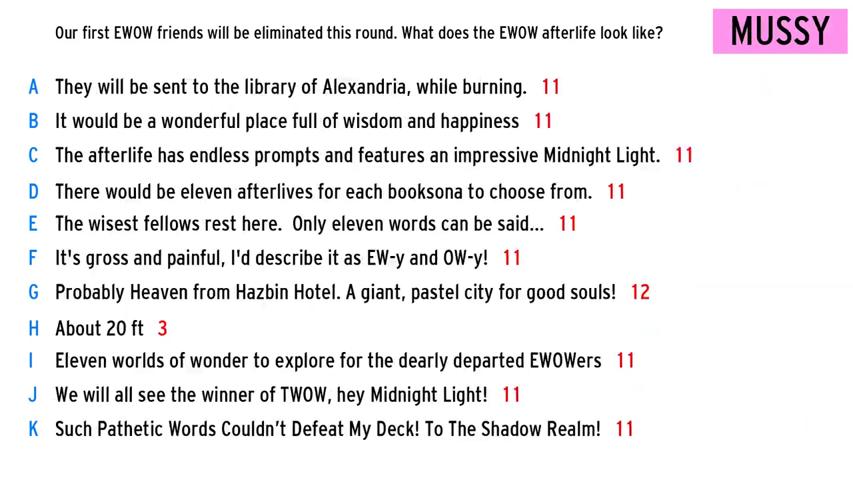 Our first EWOW friends will be eliminated this round. What does the EWOW afterlife look like?
MUSSY
A They will be sent to the library of Alexandria, while burning. 11
B It would be a wonderful place full of wisdom and happiness 11
C The afterlife has endless prompts and features an impressive Midnight Light. 11
D There would be eleven afterlives for each booksona to choose from. 11
E The wisest fellows rest here. Only eleven words can be said... 11
F It's gross and painful, I'd describe it as EW-y and OW-y! 11
G Probably Heaven from Hazbin Hotel. A giant, pastel city for good souls! 12
H About 20 ft 3
I Eleven worlds of wonder to explore for the dearly departed EWOWers 11
J We will all see the winner of TWOW, hey Midnight Light! 11
K Such Pathetic Words Couldn't Defeat My Deck! To The Shadow Realm! 11